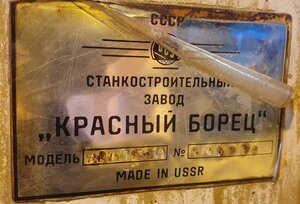 СССР
СТАНКОСТРОИТЕЛЬНЫЙ
ЗАВОД
„КРАСНЫЙ БОРЕЦ“
МОДЕЛЬ №
MADE IN USSR